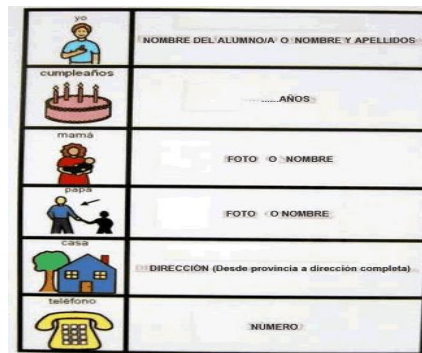 yo
NOMBRE DEL ALUMNO/A O NOMBRE Y APELLIDOS
cumpleaños
......AÑOS
mamá
FOTO O NOMBRE
papá
FOTO O NOMBRE
casa
DIRECCIÓN (Desde provincia a dirección completa)
teléfono
NÚMERO